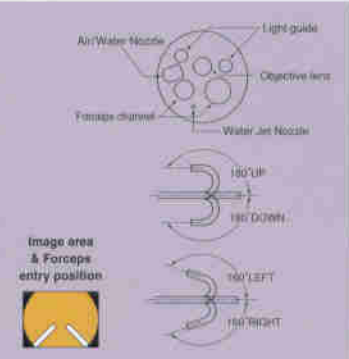 Light guide
Air/Water Nozzle
Objective lens
Forceps channel
Water Jet Nozzle
180°UP
180°DOWN
Image area
& Forceps
entry position
160°LEFT
160°RIGHT